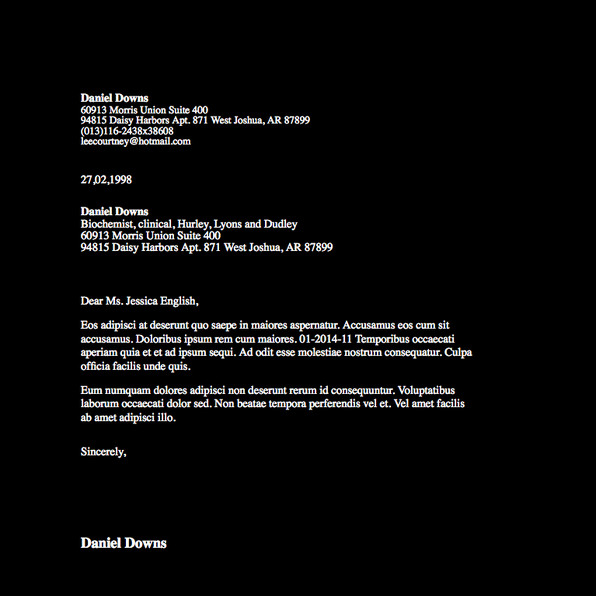 Daniel Downs
60913 Morris Union Suite 400
94815 Daisy Harbors Apt. 871 West Joshua, AR 87899
(013)116-2438x38608
leecourtney@hotmail.com
27,02,1998
Daniel Downs
Biochemist, clinical, Hurley, Lyons and Dudley
60913 Morris Union Suite 400
94815 Daisy Harbors Apt. 871 West Joshua, AR 87899
Dear Ms. Jessica English,
Eos adipisci at deserunt quo saepe in maiores aspernatur. Accusamus eos cum sit
accusamus. Doloribus ipsum rem cum maiores. 01-2014-11 Temporibus occaecati
aperiam quia et et ad ipsum sequi. Ad odit esse molestiae nostrum consequatur. Culpa
officia facilis unde quis.
Eum numquam dolores adipisci non deserunt rerum id consequuntur. Voluptatibus
laborum occaecati dolor sed. Non beatae tempora perferendis vel et. Vel amet facilis
ab amet adipisci illo.
Sincerely,
Daniel Downs